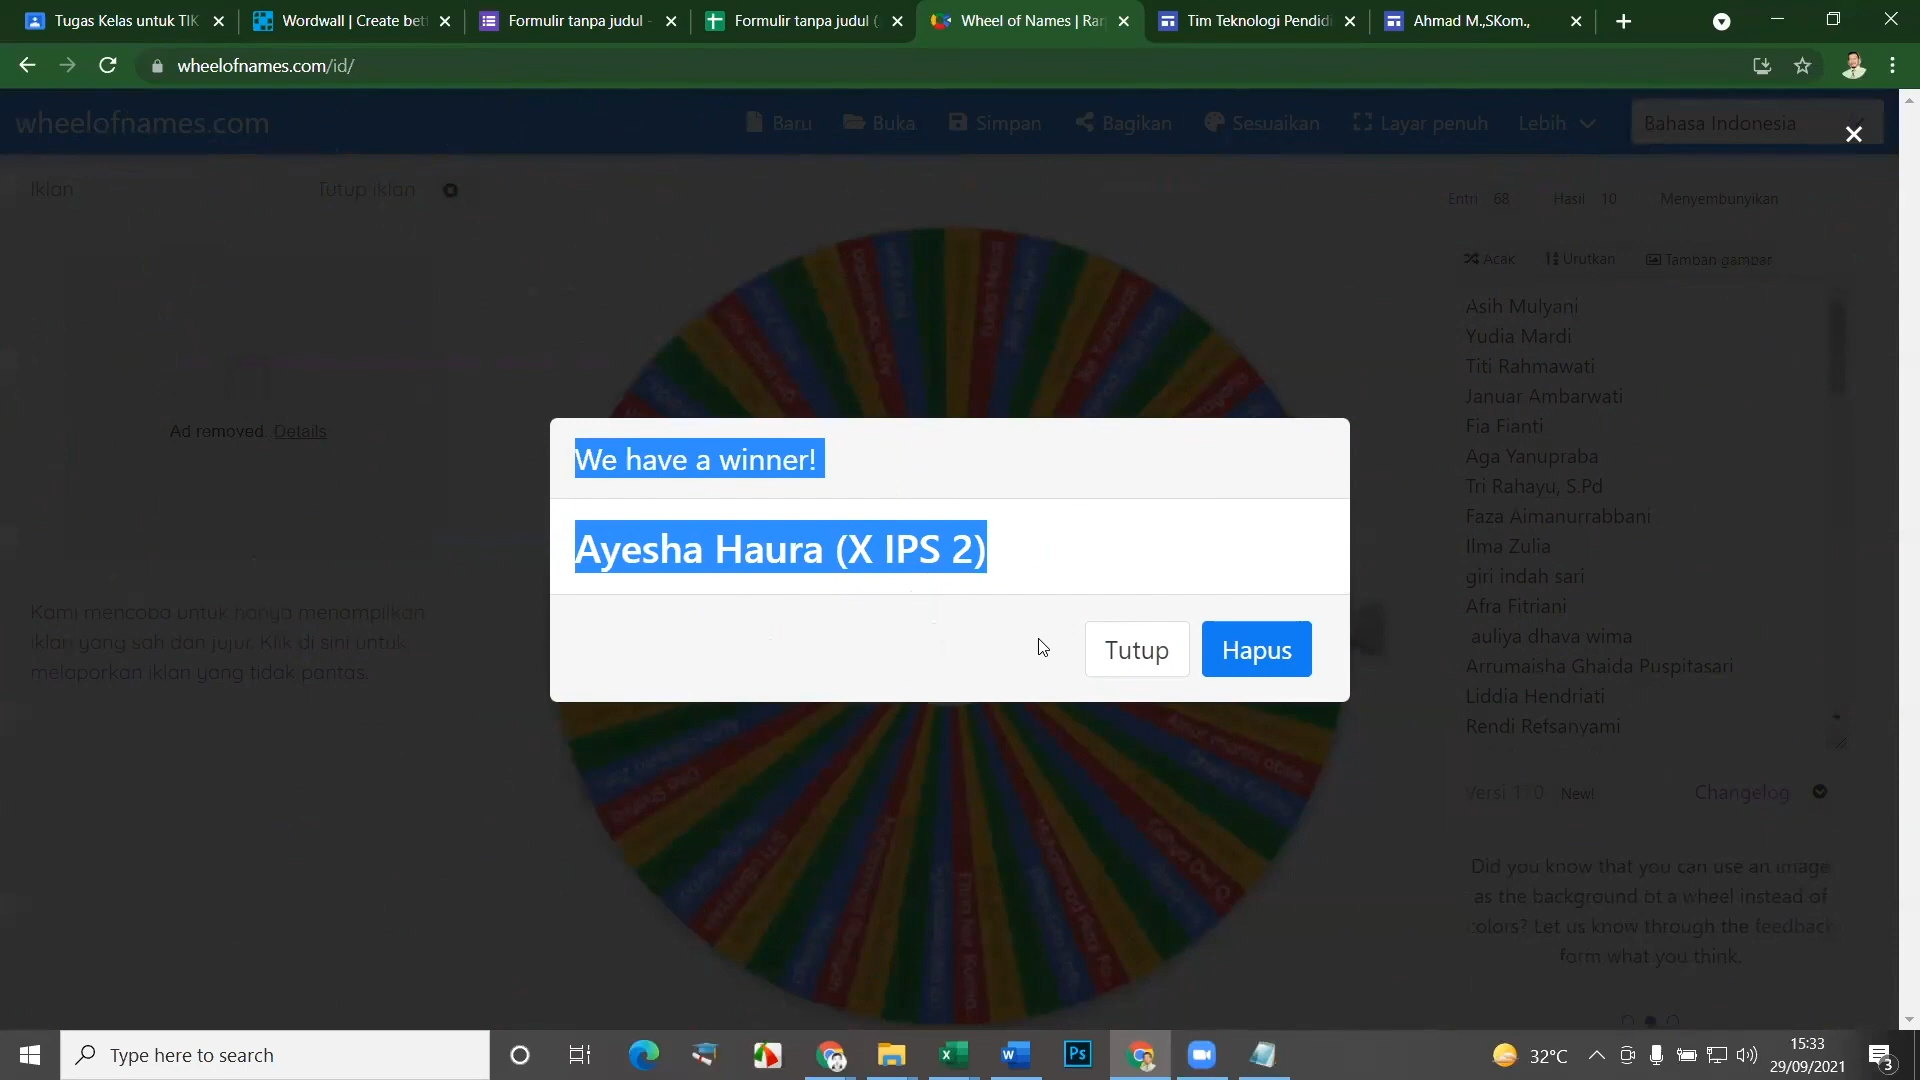 Tugas Kelas untuk TIK
Wordwall | Create bett
Formulir tanpa judul -
Formulir tanpa judul (
Wheel of Names | Ran
Tim Teknologi Pendidi
Ahmad M.,SKom.,
wheelofnames.com/id/
wheelofnames.com
Baru
Buka
Simpan
Bagikan
Sesuaikan
Layar penuh
Lebih
Bahasa Indonesia
Iklan
Tutup iklan
Entri 68
Hasil 10
Menyembunyikan
Acak
Urutkan
Tambah gambar
Asih Mulyani
Yudia Mardi
Titi Rahmawati
Januar Ambarwati
Fia Fianti
Aga Yanupraba
Tri Rahayu, S.Pd
Faza Aimanurrabbani
Ilma Zulia
giri indah sari
Afra Fitriani
auliya dhava wima
Arrumaisha Ghaida Puspitasari
Liddia Hendriati
Rendi Refsanyami
Ad removed. Details
We have a winner!
Ayesha Haura (X IPS 2)
Tutup
Hapus
Kami mencoba untuk hanya menampilkan
iklan yang sah dan jujur. Klik di sini untuk
melaporkan iklan yang tidak pantas.
New!
Changelog
Did you know that you can use an image
as the background of a wheel instead of
colors? Let us know through the feedback
form what you think.
Type here to search
32°C
15:33
29/09/2021
3